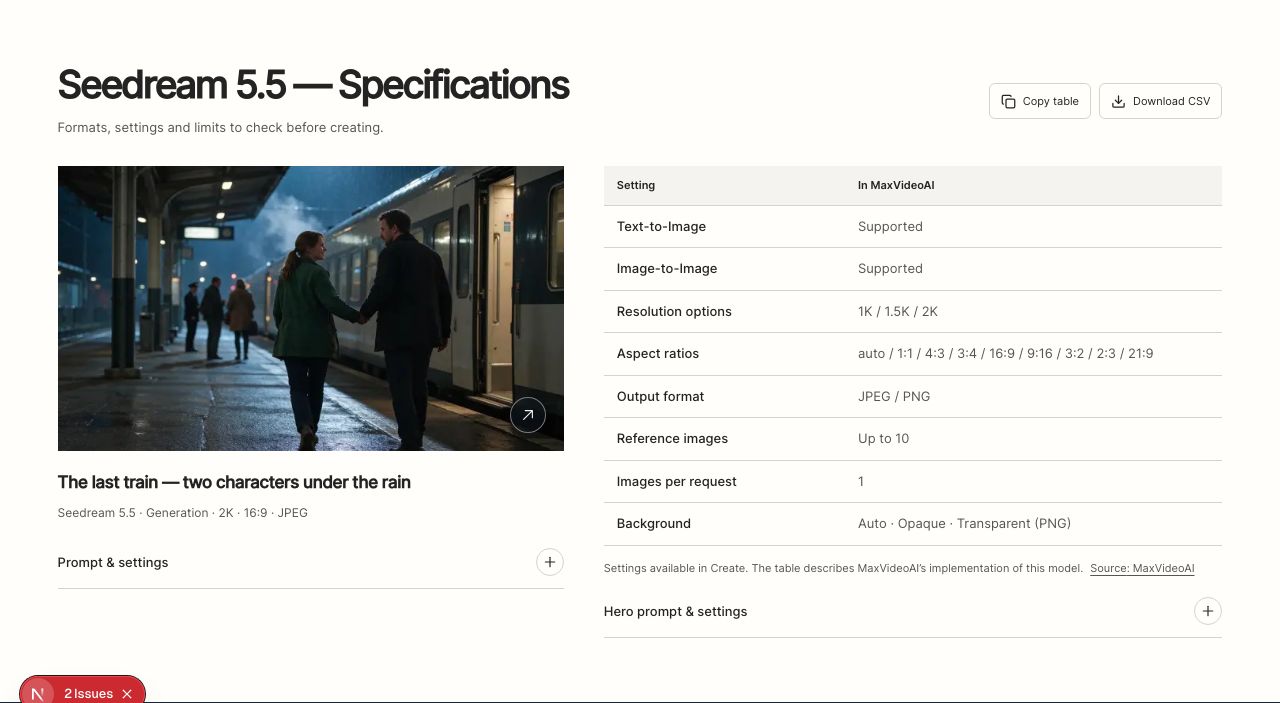 Seedream 5.5 — Specifications
Formats, settings and limits to check before creating.
Copy table
Download CSV
The last train — two characters under the rain
Seedream 5.5 · Generation · 2K · 16:9 · JPEG
Prompt & settings
Setting In MaxVideoAI
Text-to-Image Supported
Image-to-Image Supported
Resolution options 1K / 1.5K / 2K
Aspect ratios auto / 1:1 / 4:3 / 3:4 / 16:9 / 9:16 / 3:2 / 2:3 / 21:9
Output format JPEG / PNG
Reference images Up to 10
Images per request 1
Background Auto · Opaque · Transparent (PNG)
Settings available in Create. The table describes MaxVideoAI’s implementation of this model. Source: MaxVideoAI
Hero prompt & settings
N 2 Issues